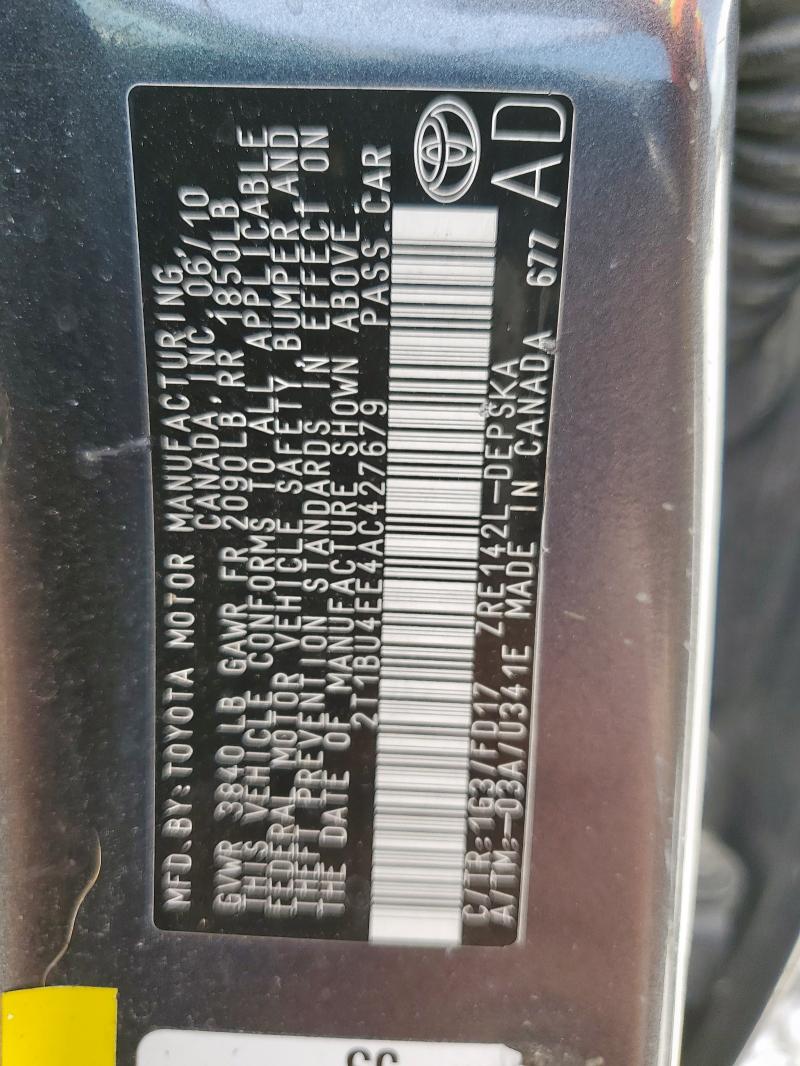 MFD.BY:TOYOTA MOTOR MANUFACTURING
CANADA,INC. 06/10
GVWR 3840 LB GAWR FR 2090LB RR 1850LB
THIS VEHICLE CONFORMS TO ALL APPLICABLE
FEDERAL MOTOR VEHICLE SAFETY, BUMPER AND
THEFT PREVENTION STANDARDS IN EFFECT ON
THE DATE OF MANUFACTURE SHOWN ABOVE.
2T1BU4EE4AC427679 PASS.CAR
C/TR:1G3/FD17 ZRE142L-DEPSKA
A/TM:-03A/U341E MADE IN CANADA 677 AD